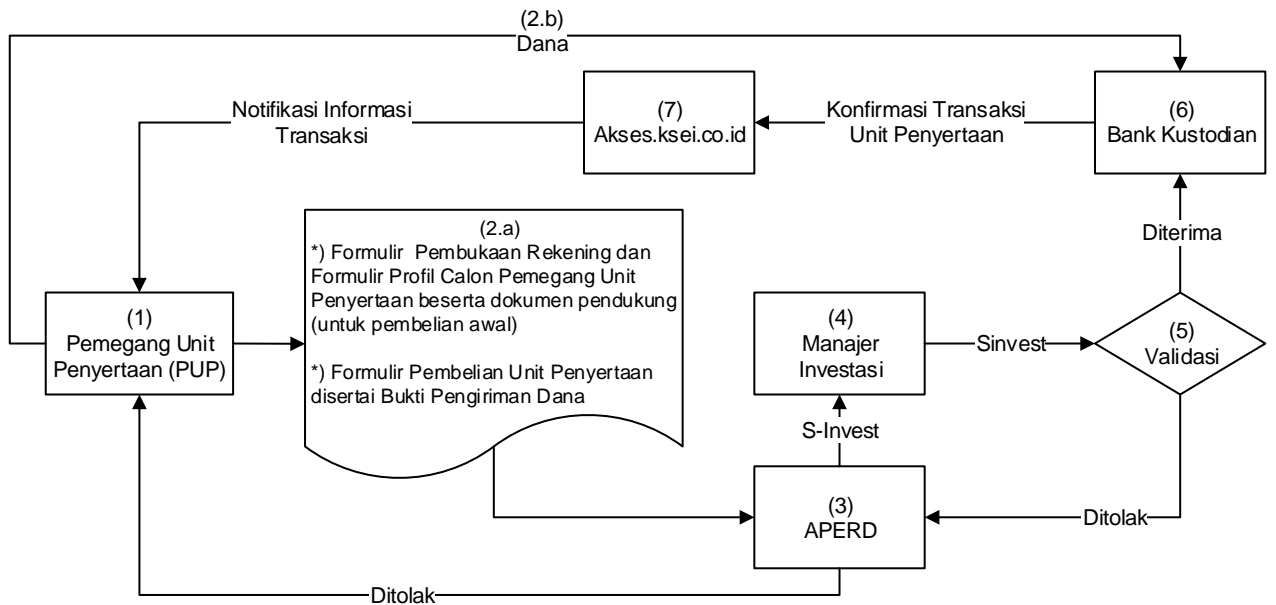 (2.b)
Dana
Notifikasi Informasi
Transaksi
(7)
Akses.ksei.co.id
Konfirmasi Transaksi
Unit Penyertaan
(6)
Bank Kustodian
(2.a)
*) Formulir Pembukaan Rekening dan
Formulir Profil Calon Pemegang Unit
Penyertaan beserta dokumen pendukung
(untuk pembelian awal)
*) Formulir Pembelian Unit Penyertaan
disertai Bukti Pengiriman Dana
Diterima
(1)
Pemegang Unit
Penyertaan (PUP)
(4)
Manajer
Investasi
Sinvest
(5)
Validasi
S-Invest
(3)
APERD
Ditolak
Ditolak